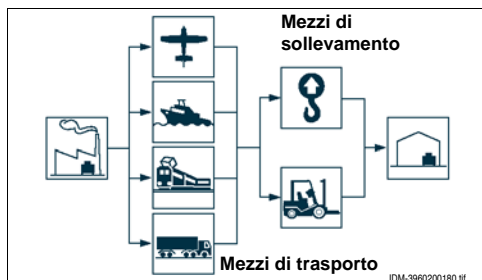 Mezzi di
sollevamento
Mezzi di trasporto
IDM-3960200180.tif